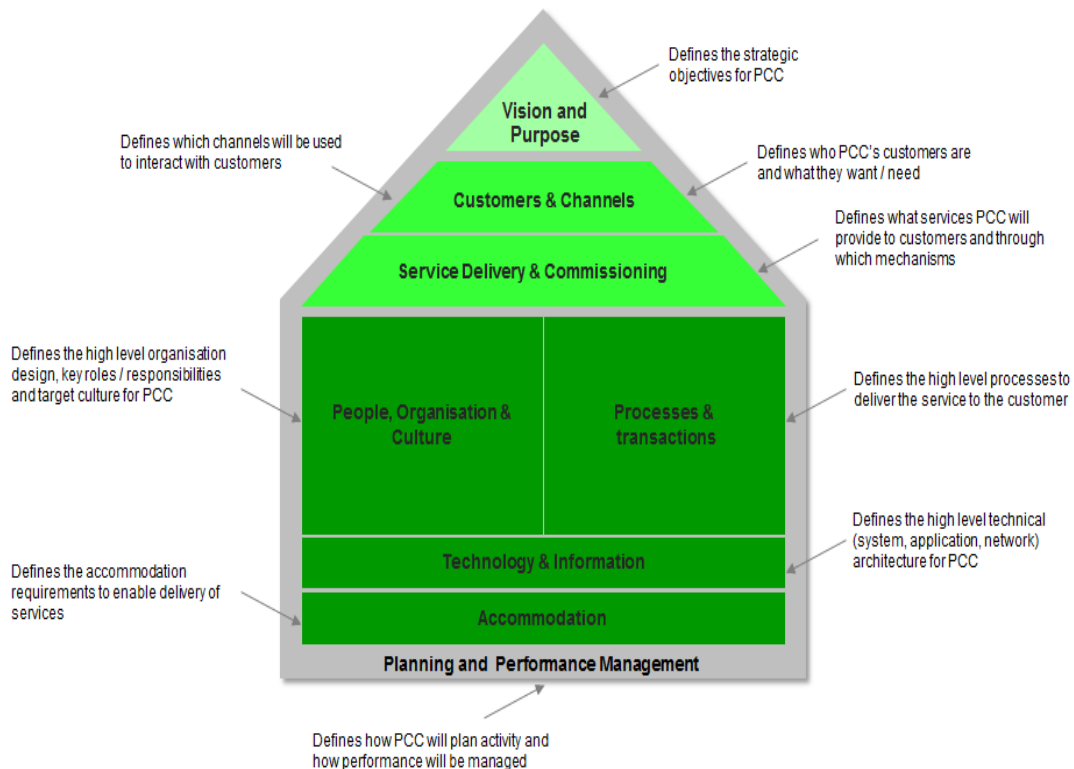 Defines the strategic
objectives for PCC
Vision and
Purpose
Defines which channels will be used
to interact with customers
Defines who PCC's customers are
and what they want / need
Customers & Channels
Defines what services PCC will
provide to customers and through
which mechanisms
Service Delivery & Commissioning
Defines the high level organisation
design, key roles / responsibilities
and target culture for PCC
People, Organisation &
Culture
Processes &
transactions
Defines the high level processes to
deliver the service to the customer
Defines the high level technical
(system, application, network)
architecture for PCC
Technology & Information
Defines the accommodation
requirements to enable delivery of
services
Accommodation
Planning and Performance Management
Defines how PCC will plan activity and
how performance will be managed